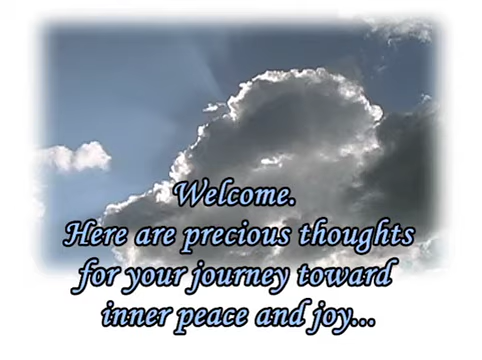 Welcome.
Here are precious thoughts
for your journey toward
inner peace and joy...